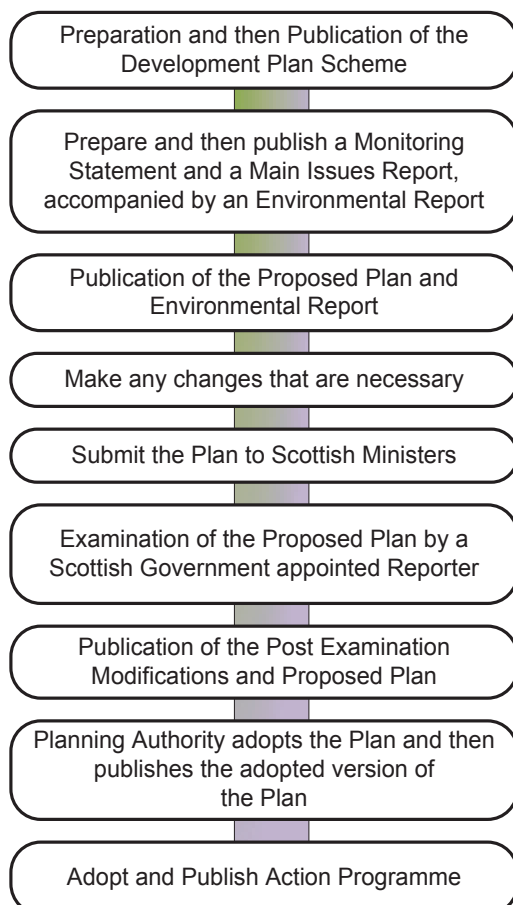 Preparation and then Publication of the
Development Plan Scheme
Prepare and then publish a Monitoring
Statement and a Main Issues Report,
accompanied by an Environmental Report
Publication of the Proposed Plan and
Environmental Report
Make any changes that are necessary
Submit the Plan to Scottish Ministers
Examination of the Proposed Plan by a
Scottish Government appointed Reporter
Publication of the Post Examination
Modifications and Proposed Plan
Planning Authority adopts the Plan and then
publishes the adopted version of
the Plan
Adopt and Publish Action Programme